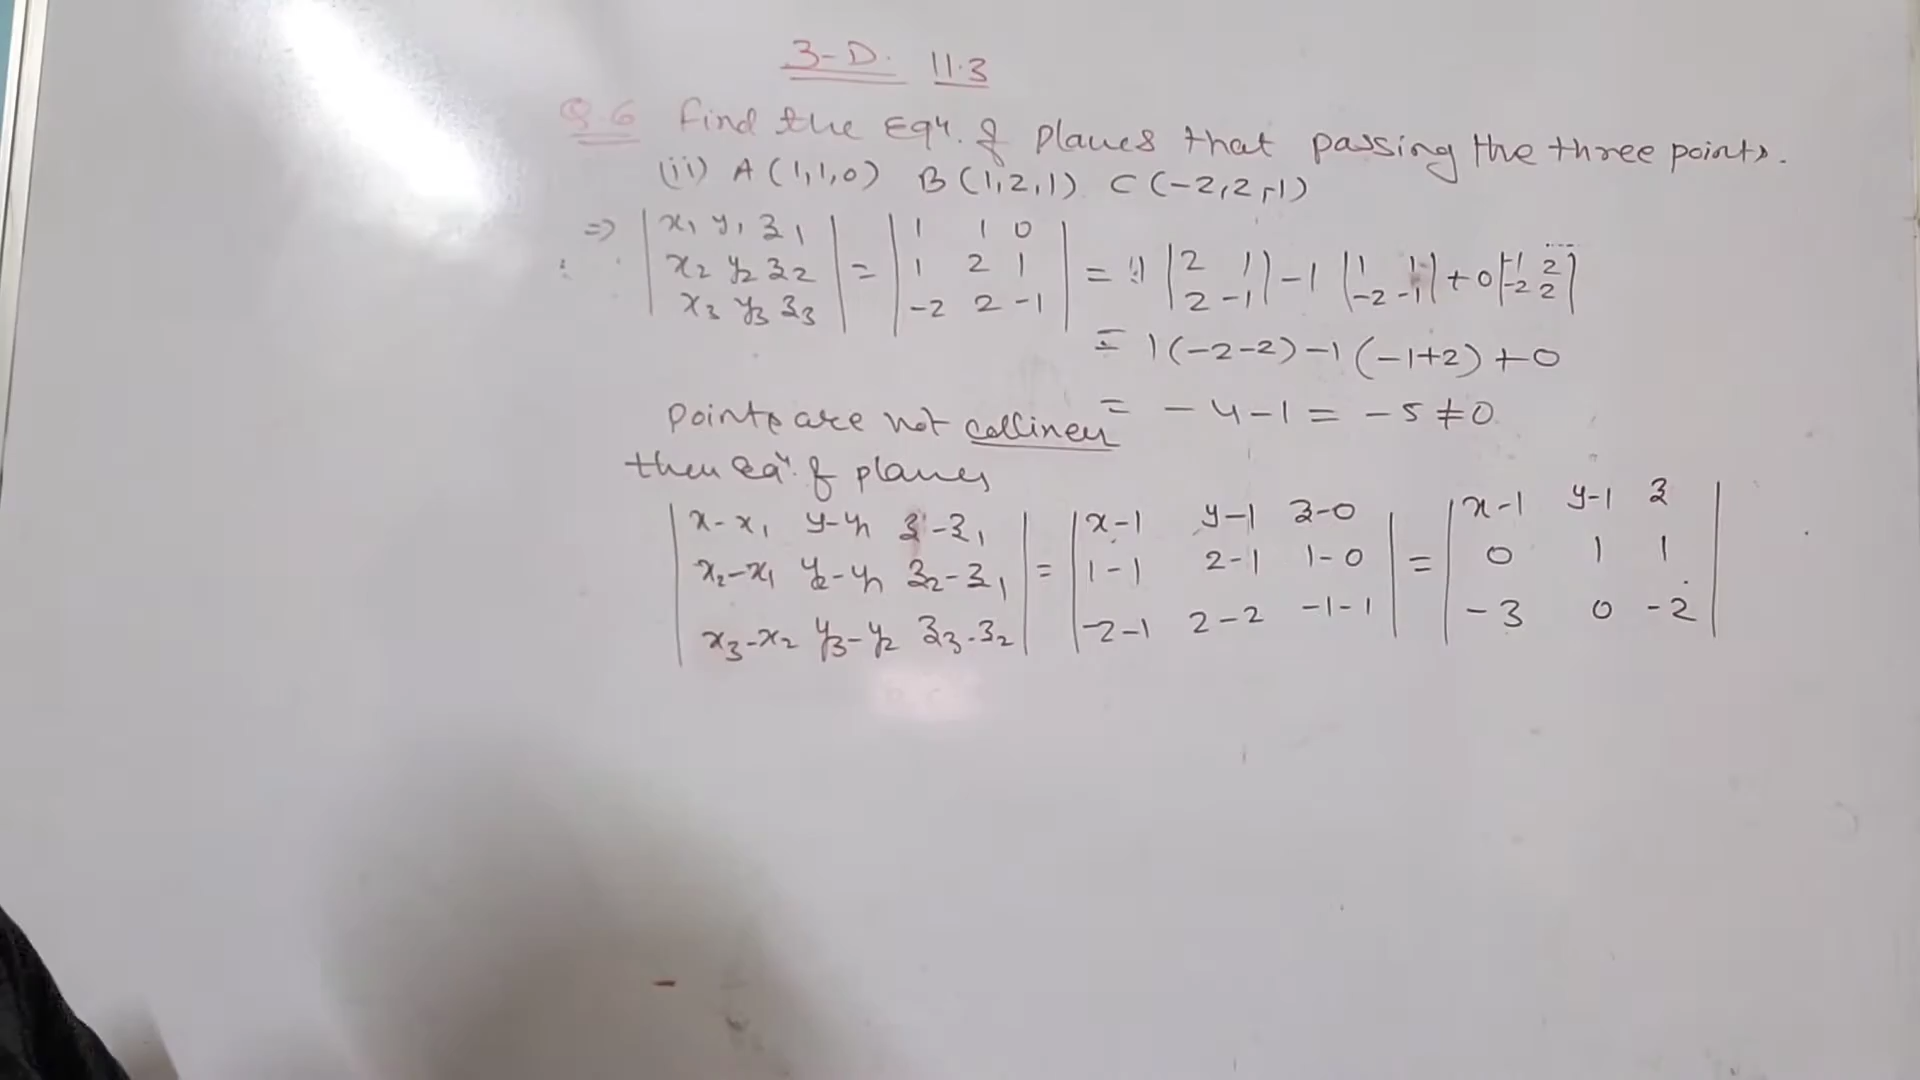 3-D. 11.3
Q.6 Find the Eqⁿ. of planes that passing the three points.
(ii) A (1,1,0) B (1,2,1) C (-2,2,-1)
=> | x₁ y₁ z₁ | = | 1 1 0 | = 1 | 2 1 | - 1 | 1 1 | + 0 | 1 2 |
| x₂ y₂ z₂ | | 1 2 1 | | 2 -1 | | -2 -1 | | -2 2 |
| x₃ y₃ z₃ | | -2 2 -1 |
= 1(-2-2)-1(-1+2)+0
points are not colliner = -4-1 = -5 ≠ 0
then Eqⁿ. of planes
| x-x₁ y-y₁ z-z₁ | = | x-1 y-1 z-0 | = | x-1 y-1 z |
| x₂-x₁ y₂-y₁ z₂-z₁ | | 1-1 2-1 1-0 | | 0 1 1 |
| x₃-x₂ y₃-y₂ z₃-z₂ | | -2-1 2-2 -1-1 | | -3 0 -2 |